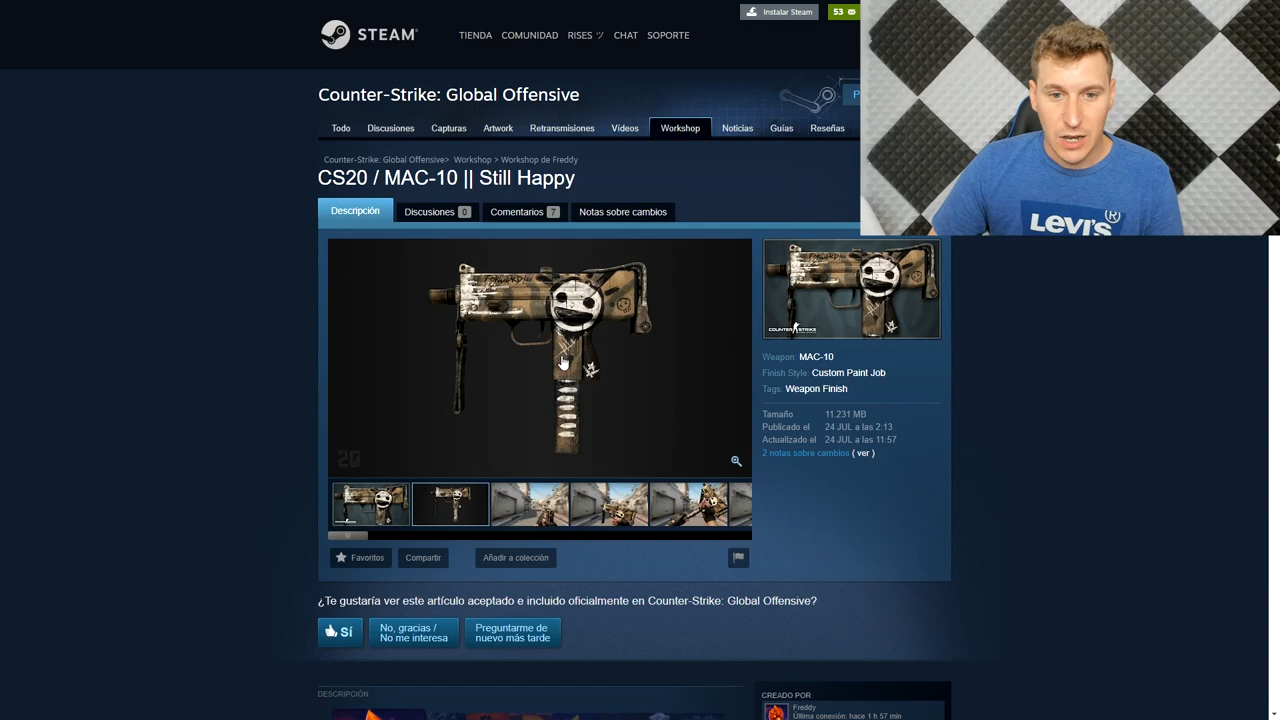 Instalar Steam
53
STEAM
TIENDA COMUNIDAD RISES ツ CHAT SOPORTE
Counter-Strike: Global Offensive
P
Todo Discusiones Capturas Artwork Retransmisiones Vídeos Workshop Noticias Guías Reseñas
Counter-Strike: Global Offensive> Workshop > Workshop de Freddy
CS20 / MAC-10 || Still Happy
Descripción Discusiones 0 Comentarios 7 Notas sobre cambios
LEVI'S®
FORWARD!!!
20
COUNTER STRIKE
Weapon: MAC-10
Finish Style: Custom Paint Job
Tags: Weapon Finish
Tamaño 11.231 MB
Publicado el 24 JUL a las 2:13
Actualizado el 24 JUL a las 11:57
2 notas sobre cambios ( ver )
Favoritos Compartir Añadir a colección
¿Te gustaría ver este artículo aceptado e incluido oficialmente en Counter-Strike: Global Offensive?
Sí
No, gracias /
No me interesa
Preguntarme de
nuevo más tarde
DESCRIPCIÓN
CREADO POR
Freddy
Última conexión: hace 1 h 57 min